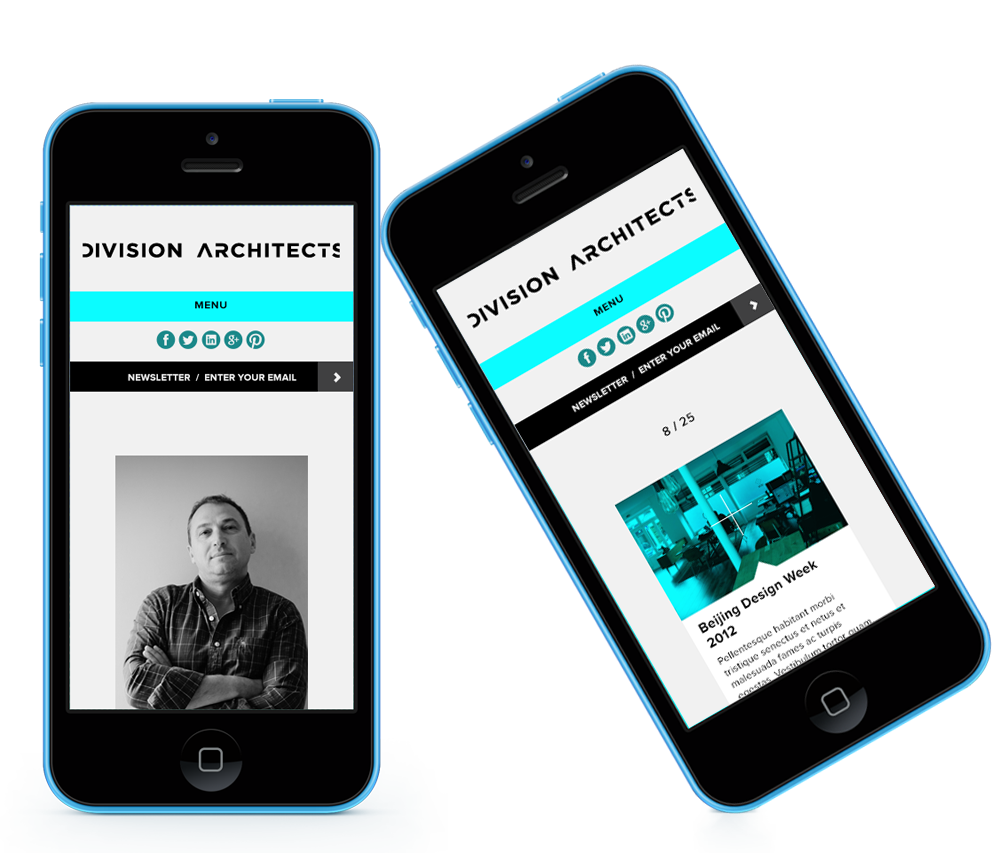 DIVISION ARCHITECTS
MENU
NEWSLETTER / ENTER YOUR EMAIL
DIVISION ARCHITECTS
MENU
NEWSLETTER / ENTER YOUR EMAIL
8 / 25
Beijing Design Week
2012
Pellentesque habitant morbi
tristique senectus et netus et
malesuada fames ac turpis
egestas. Vestibulum tortor quam